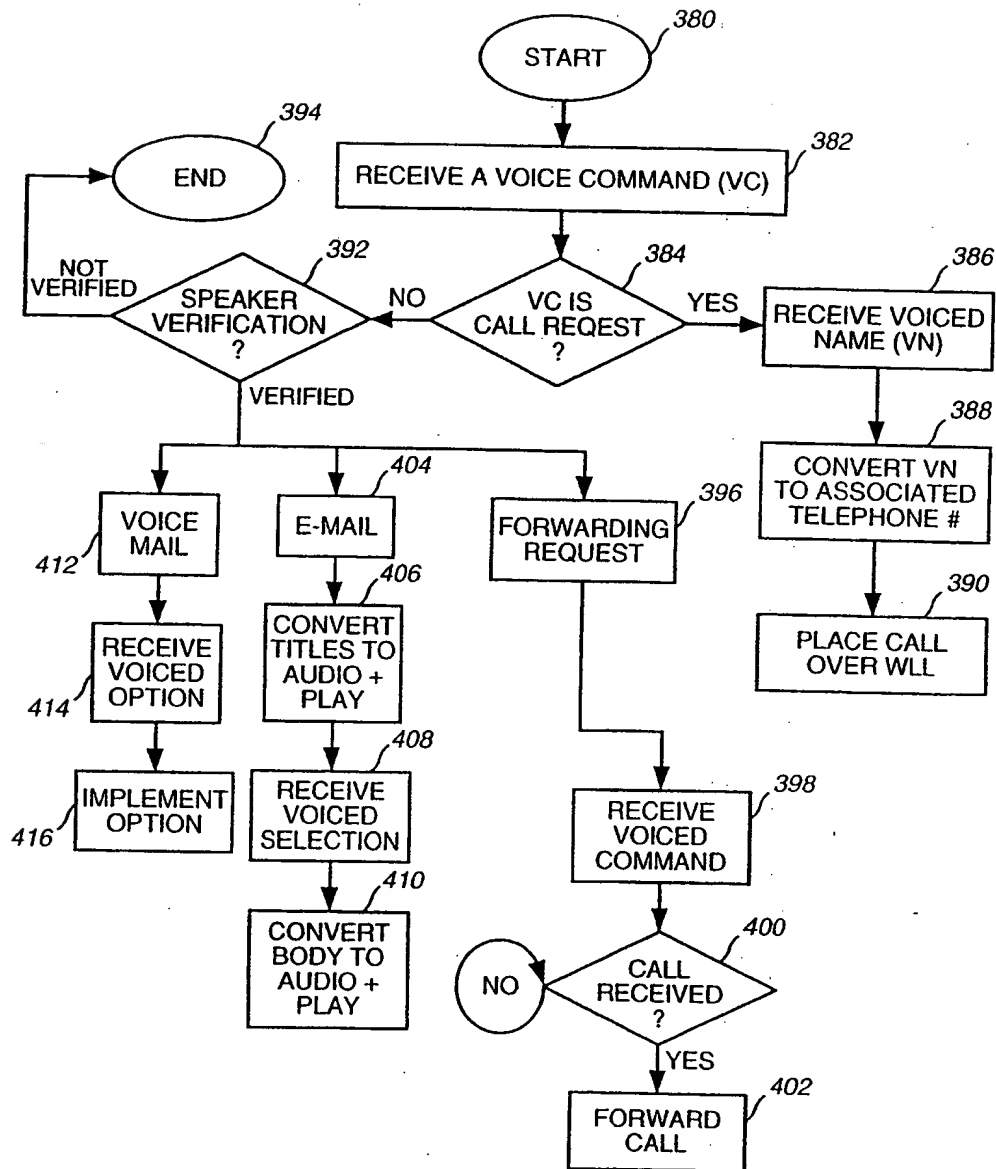 380
START
394
END
382
RECEIVE A VOICE COMMAND (VC)
392
384
386
NOT
VERIFIED
SPEAKER
VERIFICATION
?
NO
VC IS
CALL REQEST
?
YES
RECEIVE VOICED
NAME (VN)
VERIFIED
388
CONVERT VN
TO ASSOCIATED
TELEPHONE #
404
396
VOICE
MAIL
412
E-MAIL
FORWARDING
REQUEST
390
PLACE CALL
OVER WLL
406
RECEIVE
VOICED
OPTION
414
CONVERT
TITLES TO
AUDIO +
PLAY
408
398
IMPLEMENT
OPTION
416
RECEIVE
VOICED
SELECTION
RECEIVE
VOICED
COMMAND
410
CONVERT
BODY TO
AUDIO +
PLAY
400
NO
CALL
RECEIVED
?
YES
402
FORWARD
CALL